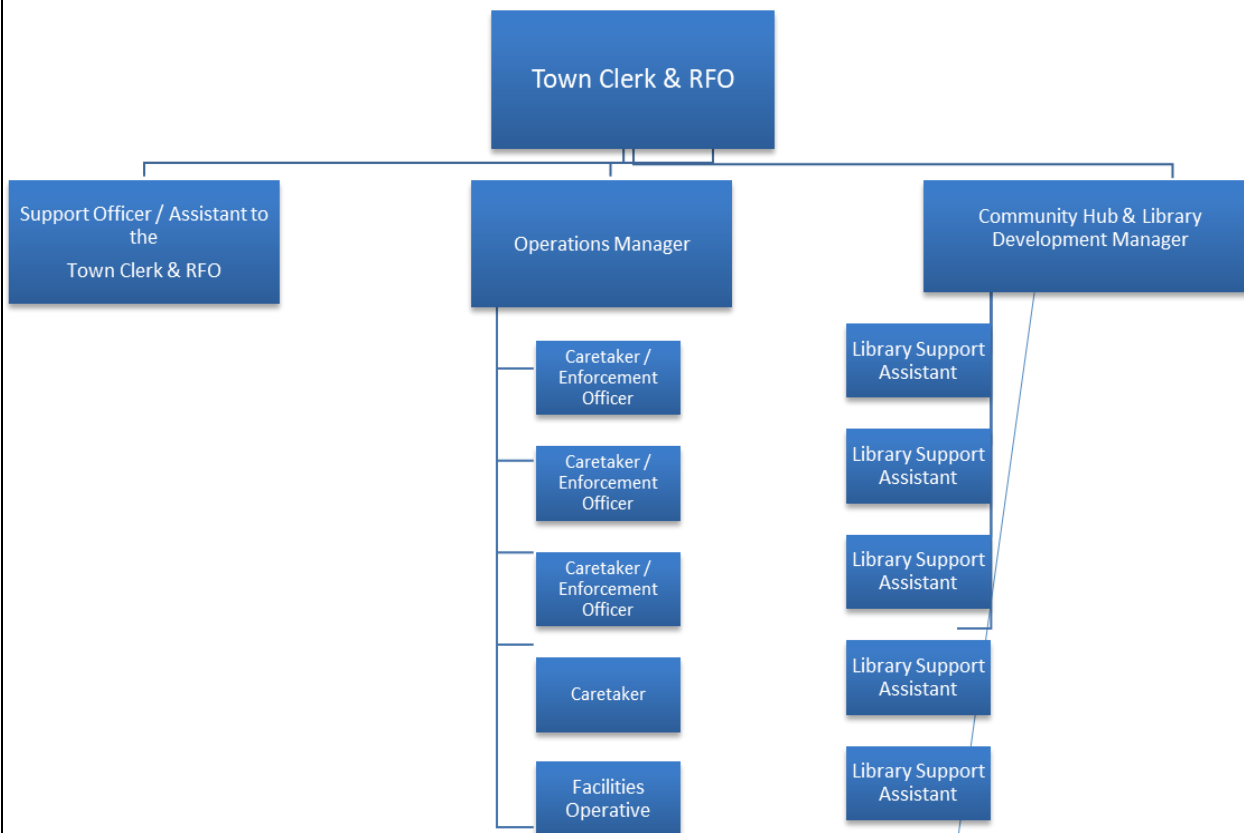 Town Clerk & RFO
Support Officer / Assistant to
the
Town Clerk & RFO
Operations Manager
Community Hub & Library
Development Manager
Caretaker /
Enforcement
Officer
Caretaker /
Enforcement
Officer
Caretaker /
Enforcement
Officer
Caretaker
Facilities
Operative
Library Support
Assistant
Library Support
Assistant
Library Support
Assistant
Library Support
Assistant
Library Support
Assistant